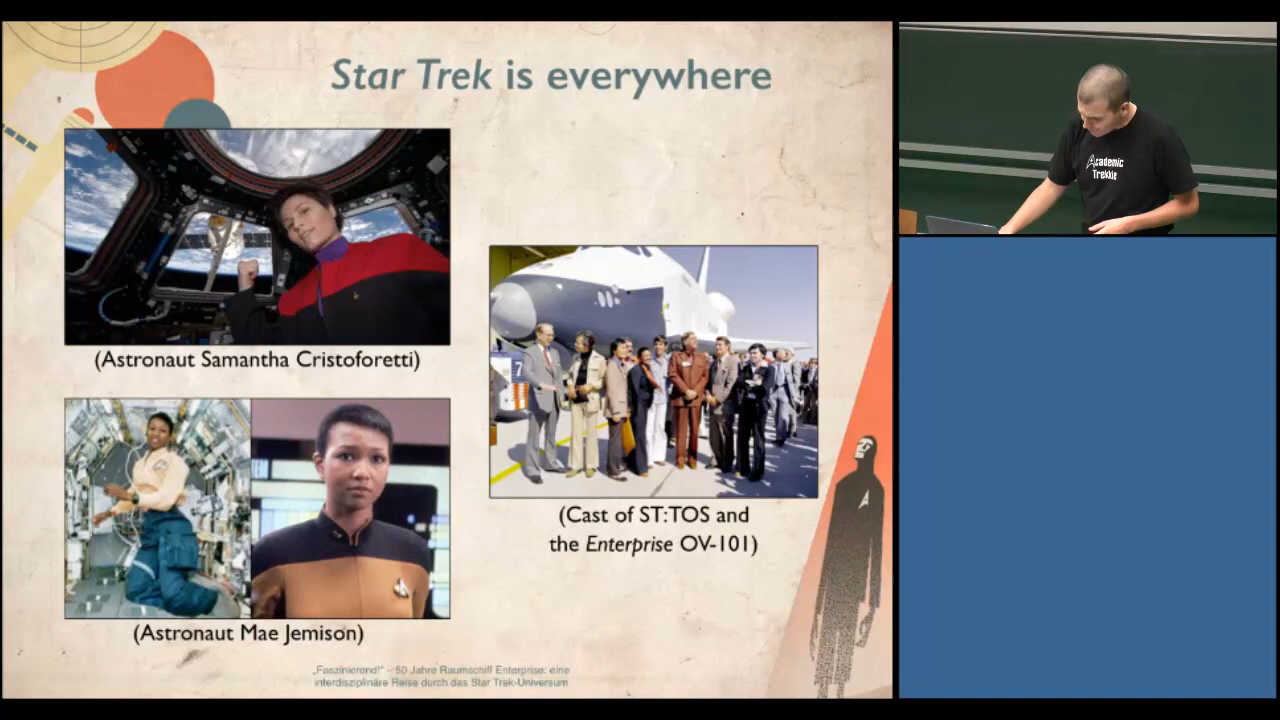 Star Trek is everywhere
(Astronaut Samantha Cristoforetti)
(Astronaut Mae Jemison)
(Cast of ST:TOS and
the Enterprise OV-101)
„Faszinierend!“ – 50 Jahre Raumschiff Enterprise: eine
interdisziplinäre Reise durch das Star Trek-Universum
Academic
Trekkie
7